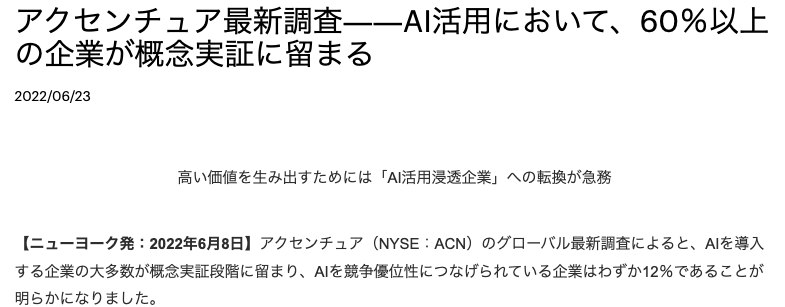 アクセンチュア最新調査――AI活用において、60％以上
の企業が概念実証に留まる
2022/06/23
高い価値を生み出すためには「AI活用浸透企業」への転換が急務
【ニューヨーク発：2022年6月8日】アクセンチュア（NYSE：ACN）のグローバル最新調査によると、AIを導入
する企業の大多数が概念実証段階に留まり、AIを競争優位性につなげられている企業はわずか12％であることが
明らかになりました。